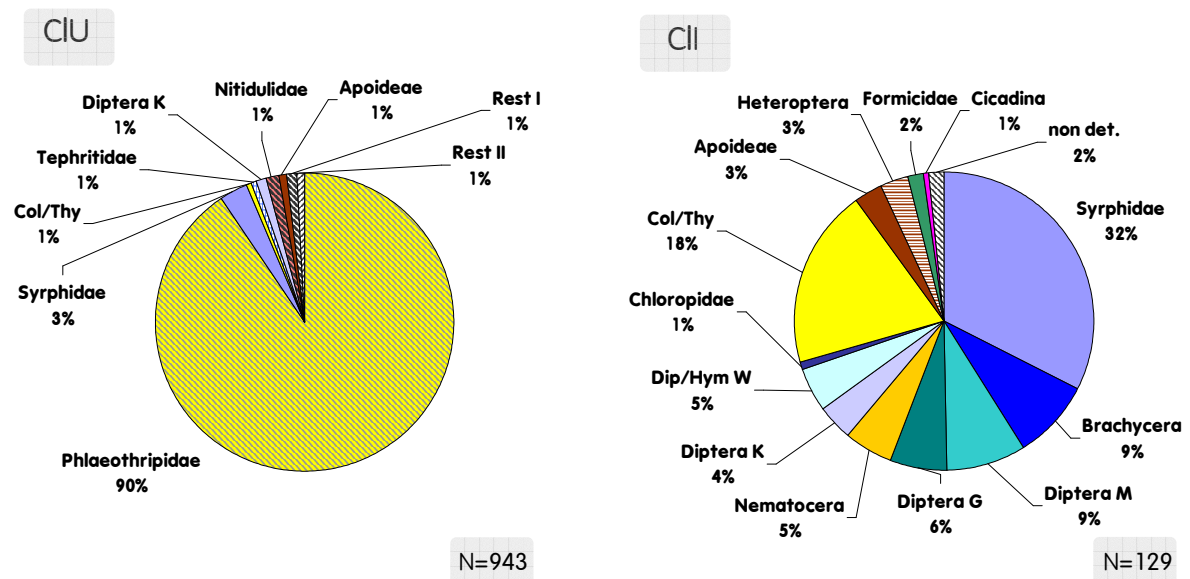 ClU
Nitidulidae
1%
Apoideae
1%
Diptera K
1%
Rest I
1%
Tephritidae
1%
Rest II
1%
Col/Thy
1%
Syrphidae
3%
Phlaeothripidae
90%
N=943
ClI
Heteroptera
3%
Formicidae
2%
Cicadina
1%
non det.
2%
Apoideae
3%
Syrphidae
32%
Col/Thy
18%
Chloropidae
1%
Dip/Hym W
5%
Brachycera
9%
Diptera K
4%
Nematocera
5%
Diptera G
6%
Diptera M
9%
N=129